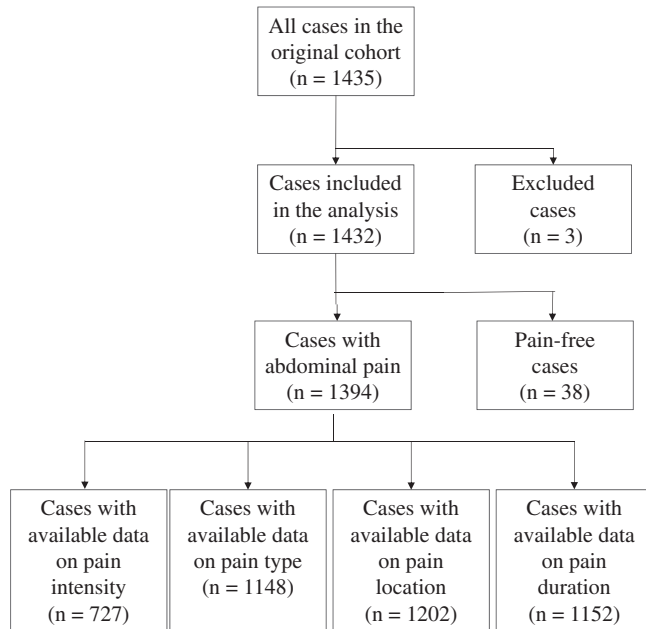 All cases in the
original cohort
(n = 1435)
Cases included
in the analysis
(n = 1432)
Excluded
cases
(n = 3)
Cases with
abdominal pain
(n = 1394)
Pain-free
cases
(n = 38)
Cases with
available data
on pain
intensity
(n = 727)
Cases with
available data
on pain type
(n = 1148)
Cases with
available data
on pain
location
(n = 1202)
Cases with
available data
on pain
duration
(n = 1152)